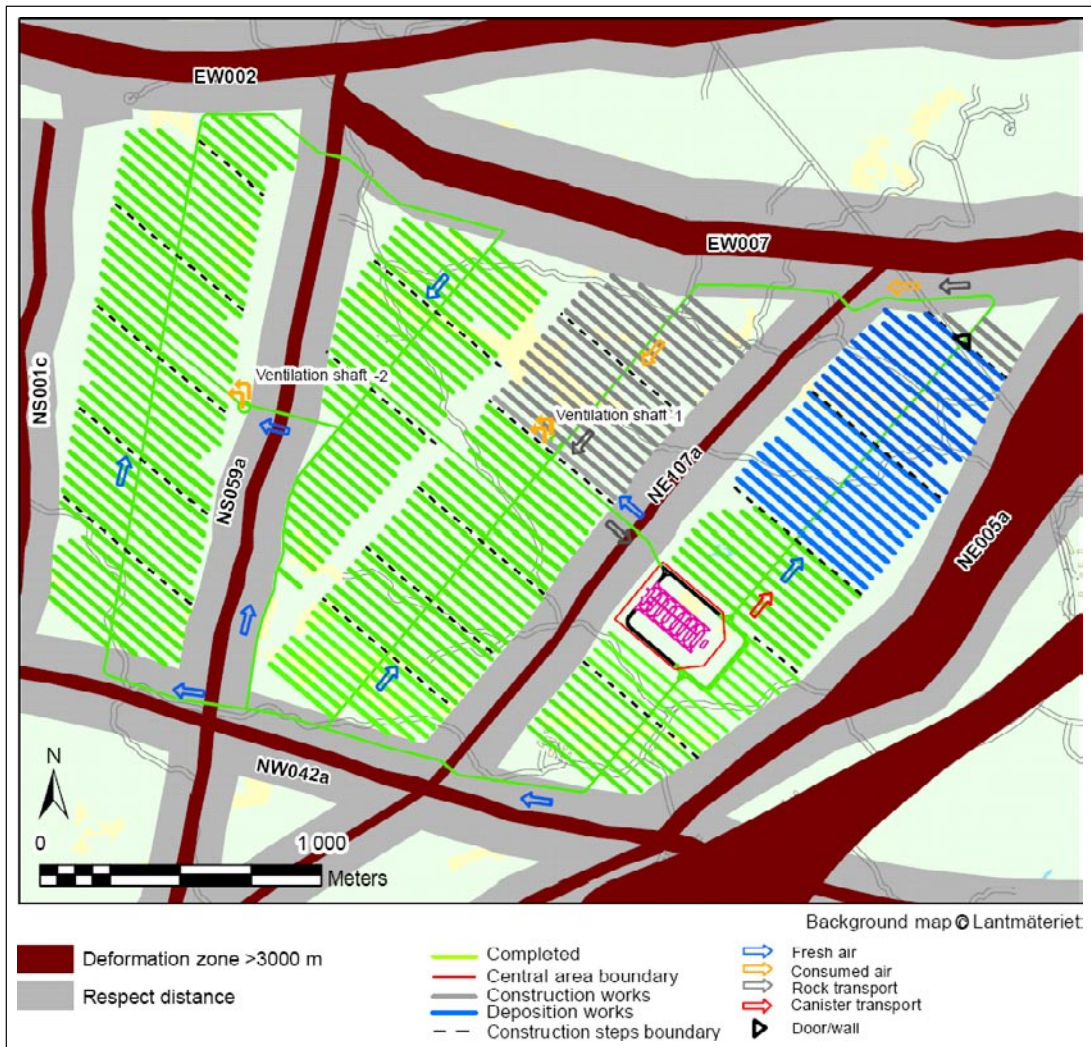 EW002
EW007
NS001c
Ventilation shaft -2
Ventilation shaft 1
NS059a
NE107a
NE005a
NW042a
N
0 1 000
Meters
Background map © Lantmäteriet
Deformation zone >3000 m
Respect distance
Completed
Central area boundary
Construction works
Deposition works
Construction steps boundary
Fresh air
Consumed air
Rock transport
Canister transport
Door/wall